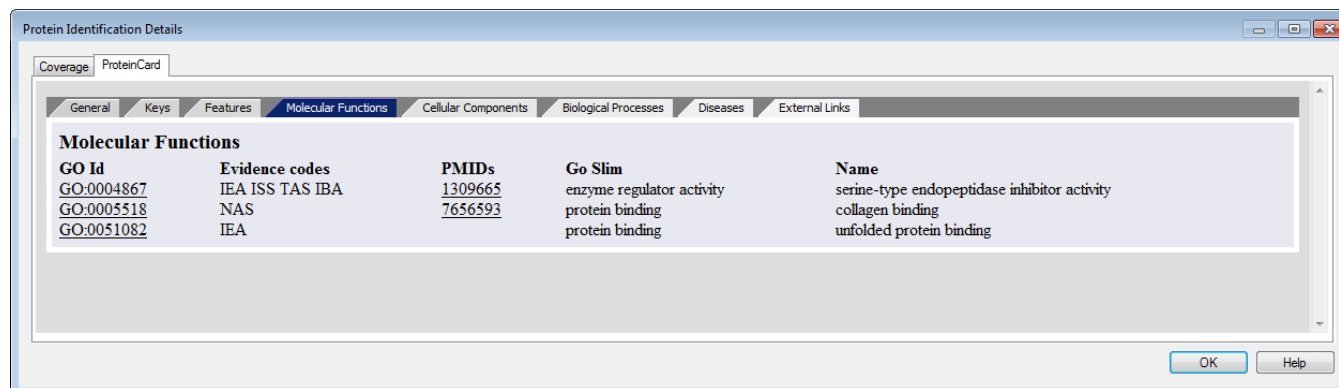 Protein Identification Details
Coverage ProteinCard
General Keys Features Molecular Functions Cellular Components Biological Processes Diseases External Links
Molecular Functions
GO Id Evidence codes PMIDs Go Slim Name
GO:0004867 IEA ISS TAS IBA 1309665 enzyme regulator activity serine-type endopeptidase inhibitor activity
GO:0005518 NAS 7656593 protein binding collagen binding
GO:0051082 IEA protein binding unfolded protein binding
OK Help